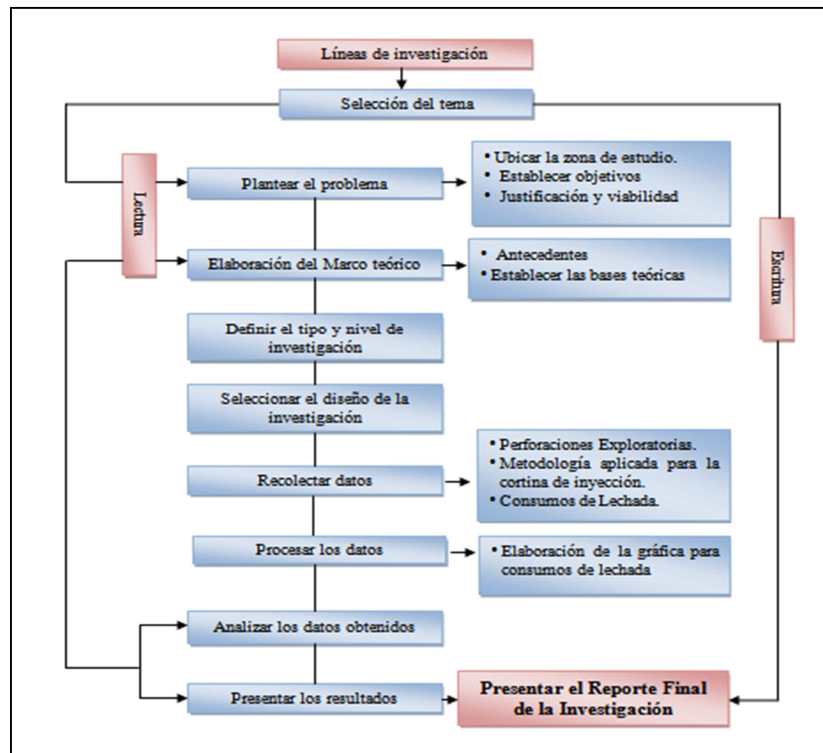 Líneas de investigación
Selección del tema
Lectura
Plantear el problema
• Ubicar la zona de estudio.
• Establecer objetivos
• Justificación y viabilidad
Escritura
Elaboración del Marco teórico
• Antecedentes
• Establecer las bases teóricas
Definir el tipo y nivel de
investigación
Seleccionar el diseño de la
investigación
Recolectar datos
• Perforaciones Exploratorias.
• Metodología aplicada para la
cortina de inyección.
• Consumos de Lechada.
Procesar los datos
• Elaboración de la gráfica para
consumos de lechada
Analizar los datos obtenidos
Presentar los resultados
Presentar el Reporte Final
de la Investigación